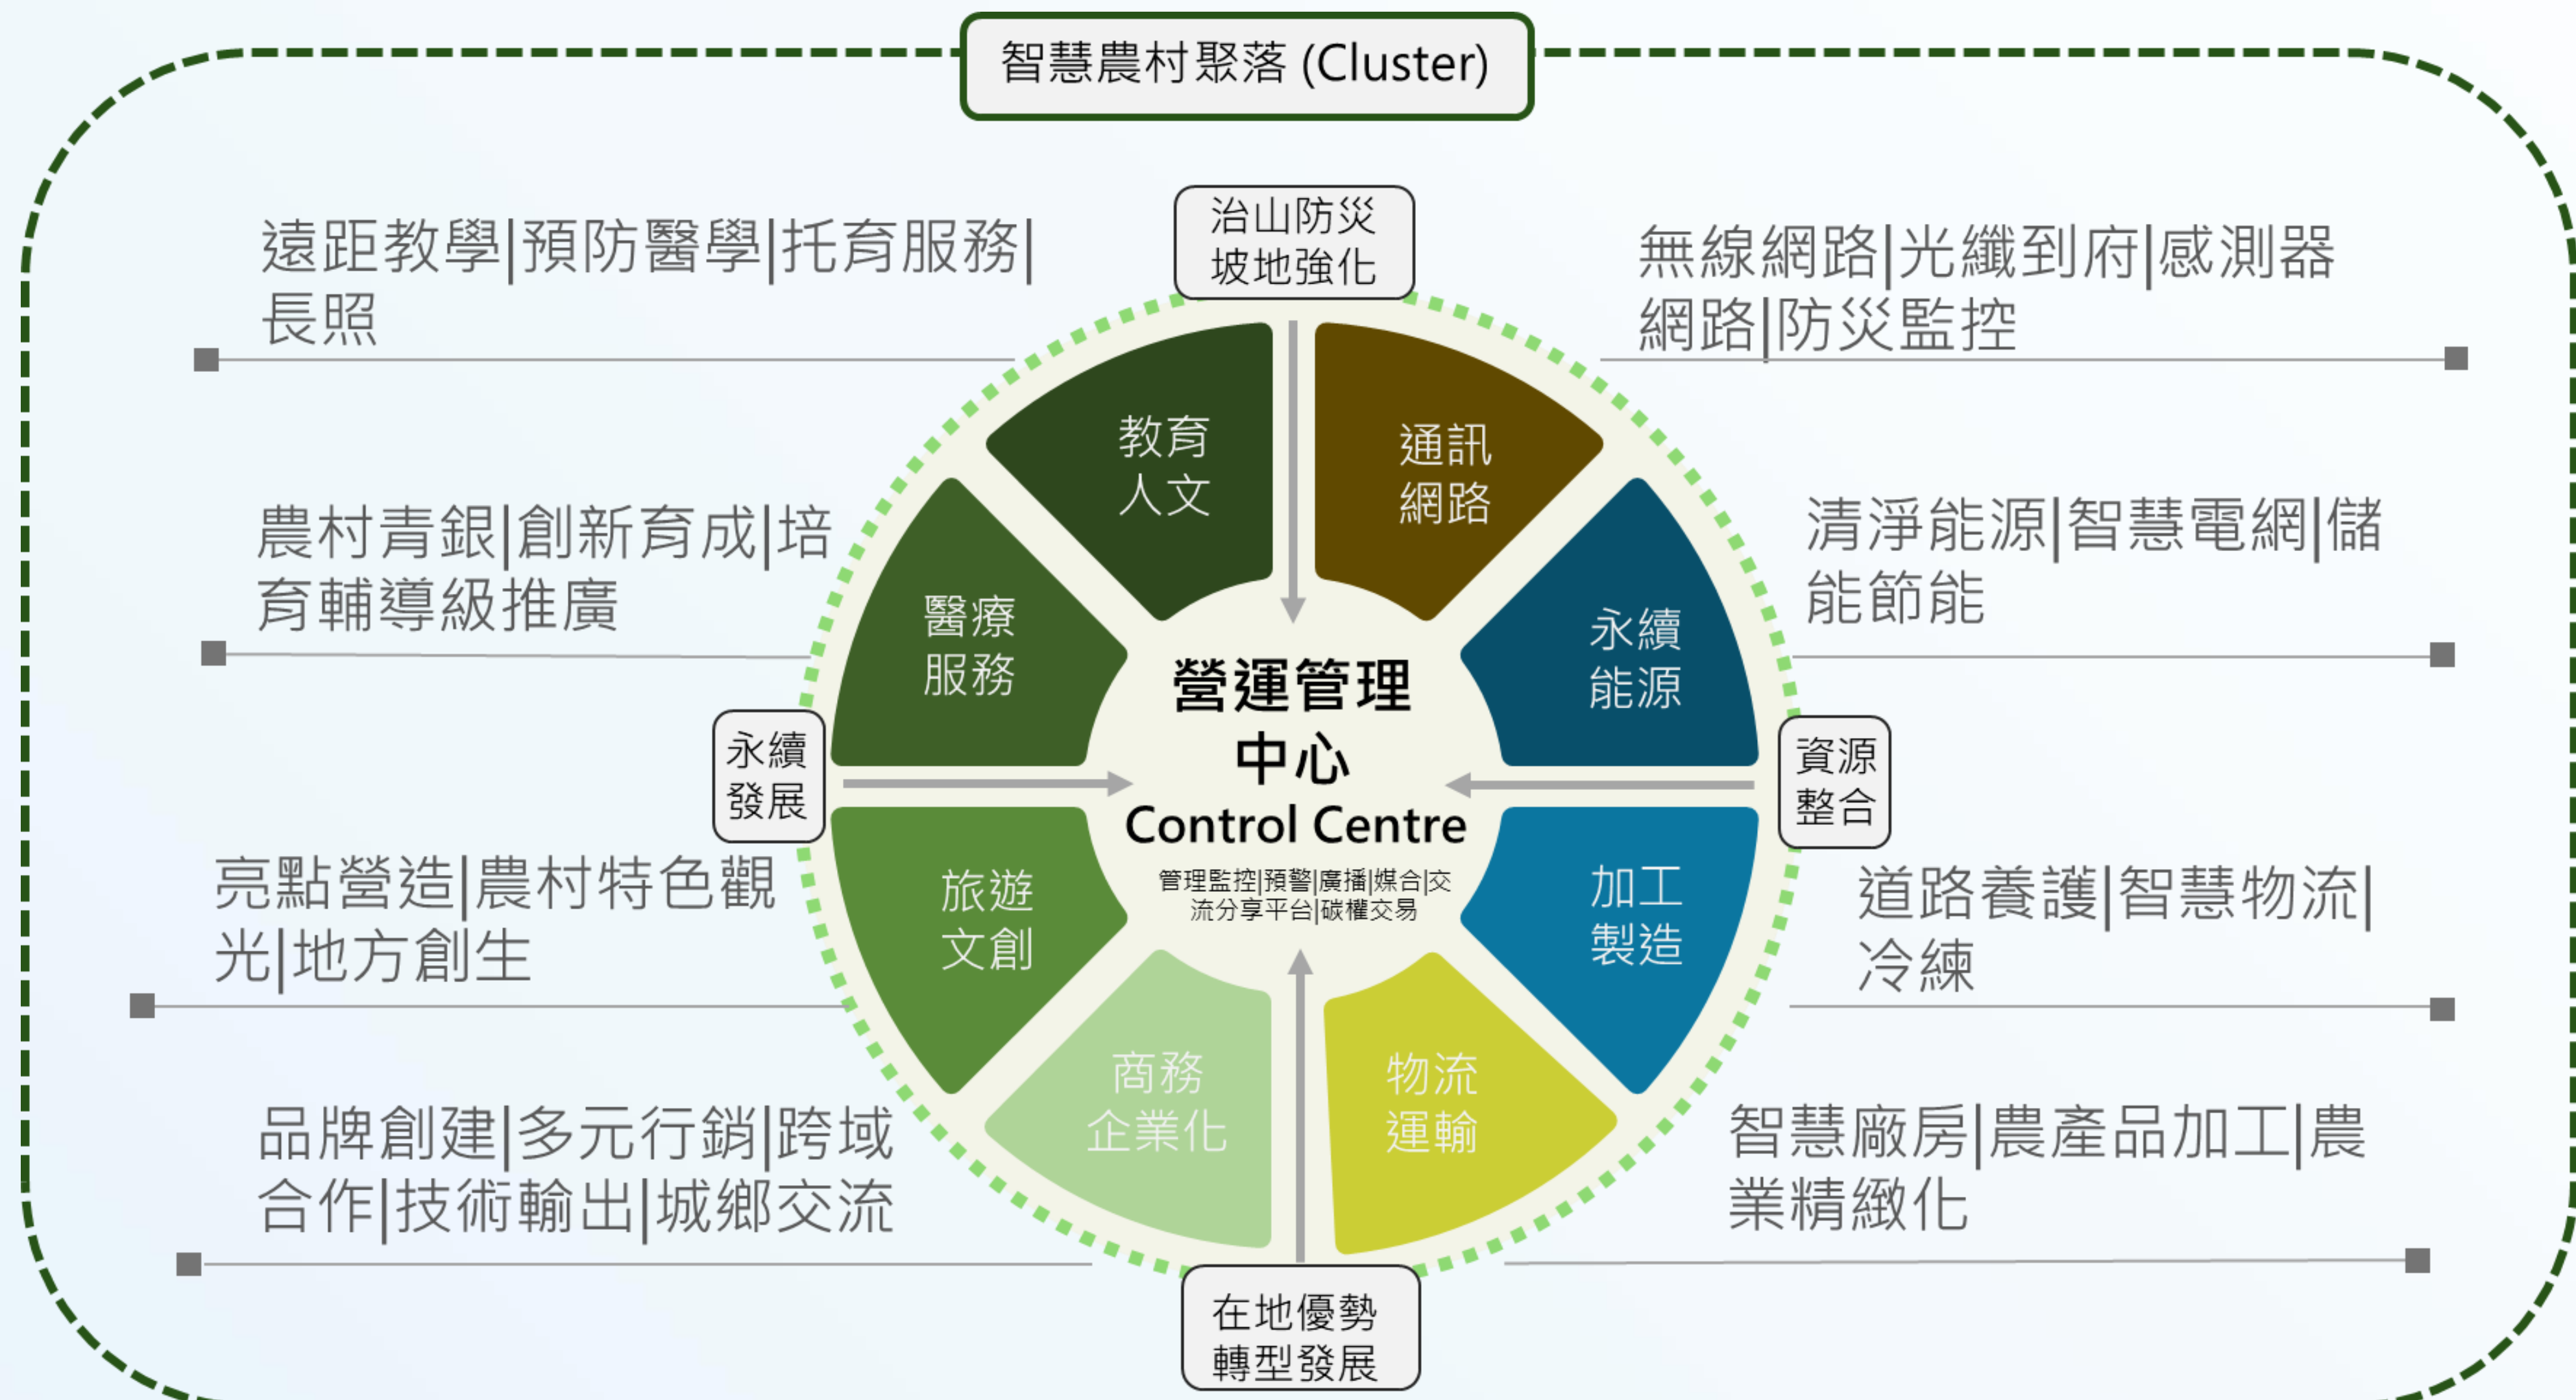 智慧農村聚落 (Cluster)
治山防災
坡地強化
遠距教學|預防醫學|托育服務|
長照
無線網路|光纖到府|感測器
網路|防災監控
教育
人文
通訊
網路
農村青銀|創新育成|培
育輔導級推廣
清淨能源|智慧電網|儲
能節能
醫療
服務
永續
能源
營運管理
中心
Control Centre
管理監控|預警|廣播|媒合|交
流分享平台|碳權交易
永續
發展
資源
整合
亮點營造|農村特色觀
光|地方創生
道路養護|智慧物流|
冷練
旅遊
文創
加工
製造
商務
企業化
物流
運輸
品牌創建|多元行銷|跨域
合作|技術輸出|城鄉交流
智慧廠房|農產品加工|農
業精緻化
在地優勢
轉型發展